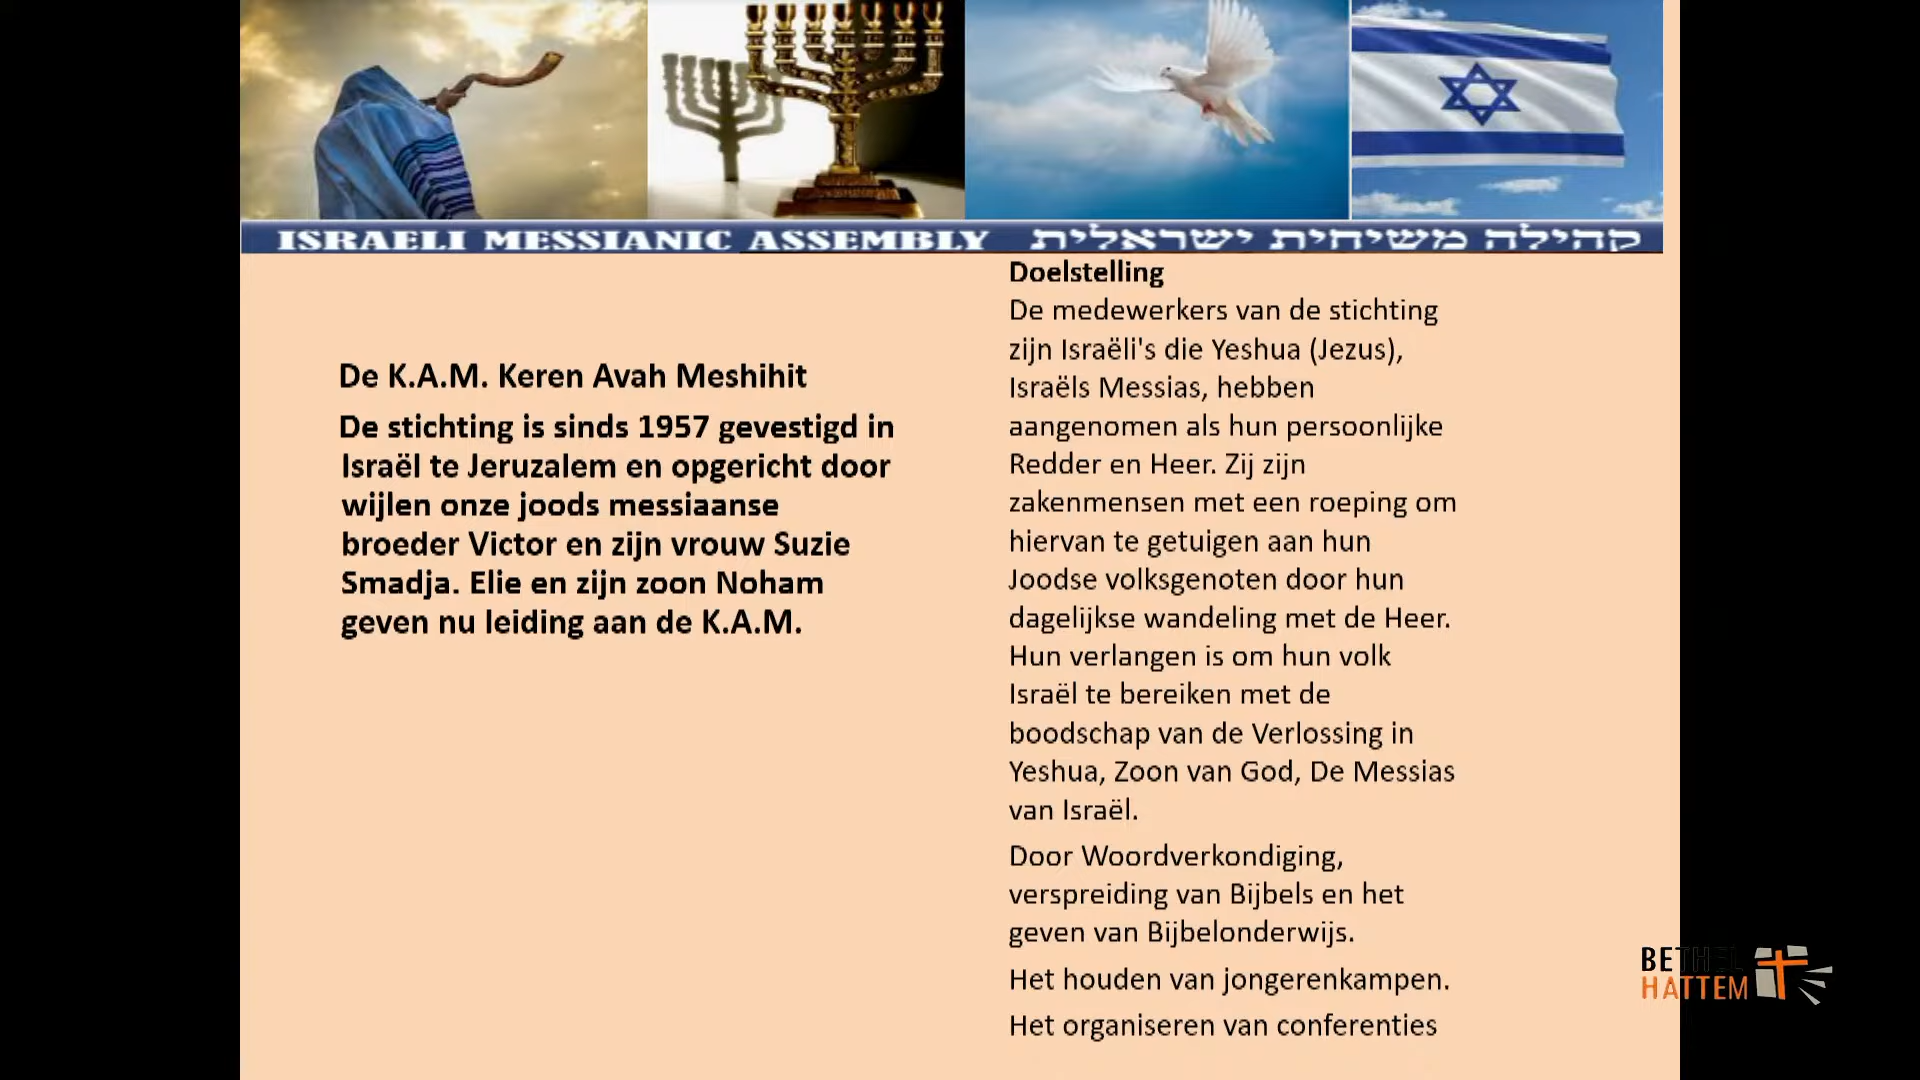 ISRAELI MESSIANIC ASSEMBLY קהילה משיחית ישראלית
De K.A.M. Keren Avah Meshihit
De stichting is sinds 1957 gevestigd in
Israël te Jeruzalem en opgericht door
wijlen onze joods messiaanse
broeder Victor en zijn vrouw Suzie
Smadja. Elie en zijn zoon Noham
geven nu leiding aan de K.A.M.
Doelstelling
De medewerkers van de stichting
zijn Israëli's die Yeshua (Jezus),
Israëls Messias, hebben
aangenomen als hun persoonlijke
Redder en Heer. Zij zijn
zakenmensen met een roeping om
hiervan te getuigen aan hun
Joodse volksgenoten door hun
dagelijkse wandeling met de Heer.
Hun verlangen is om hun volk
Israël te bereiken met de
boodschap van de Verlossing in
Yeshua, Zoon van God, De Messias
van Israël.
Door Woordverkondiging,
verspreiding van Bijbels en het
geven van Bijbelonderwijs.
Het houden van jongerenkampen.
Het organiseren van conferenties
BETHEL
HATTEM